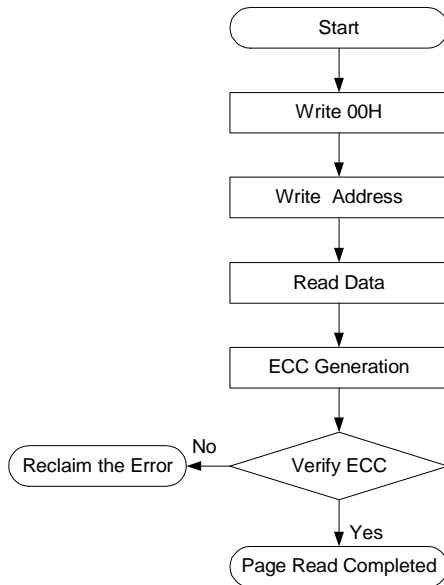 Start
Write 00H
Write Address
Read Data
ECC Generation
No
Reclaim the Error
Verify ECC
Yes
Page Read Completed